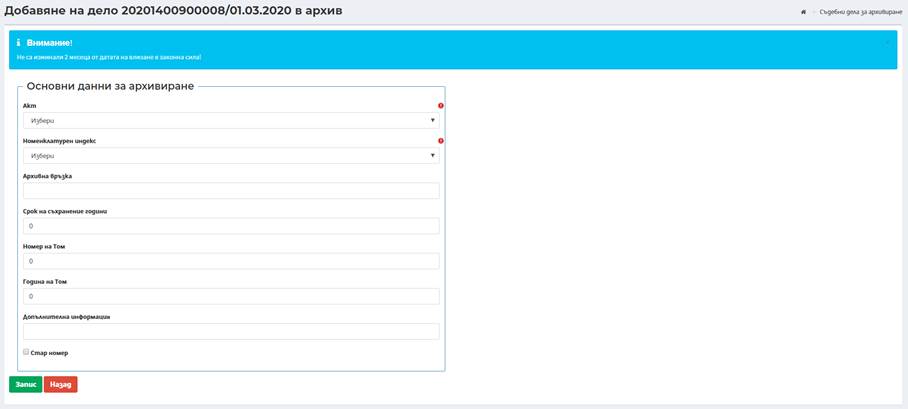 Добавяне на дело 20201400900008/01.03.2020 в архив
Съдебни дела за архивиране
Внимание!
Не са изминали 2 месеца от датата на влизане в законна сила!
Основни данни за архивиране
Акт
Избери
Номенклатурен индекс
Избери
Архивна връзка
Срок на съхранение години
0
Номер на Том
0
Година на Том
0
Допълнителна информация
Стар номер
Запис Назад